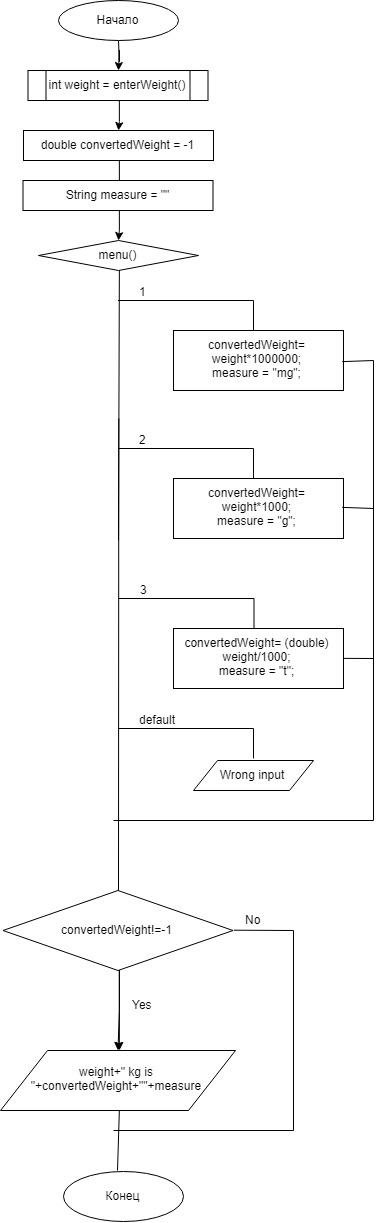 Начало
int weight = enterWeight()
double convertedWeight = -1
String measure = ""
menu()
1
convertedWeight=
weight*1000000;
measure = "mg";
2
convertedWeight=
weight*1000;
measure = "g";
3
convertedWeight= (double)
weight/1000;
measure = "t";
default
Wrong input
convertedWeight!=-1
No
Yes
weight+" kg is
"+convertedWeight+""+measure
Конец